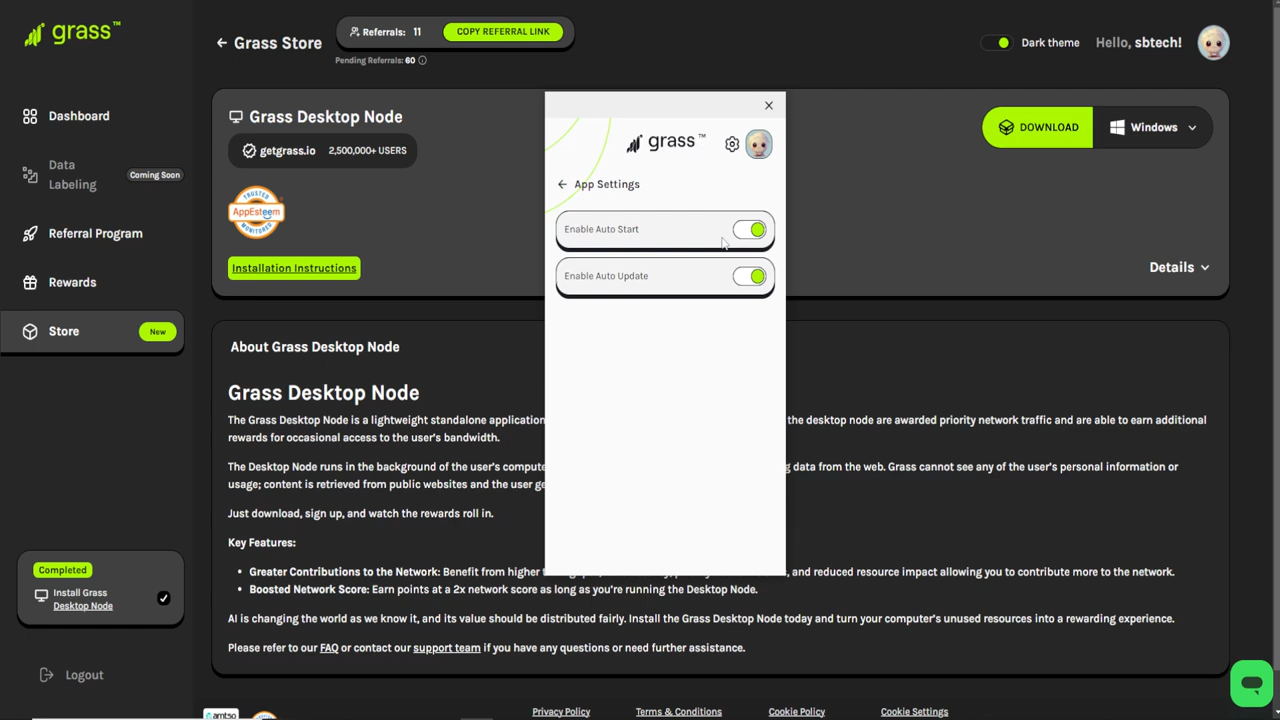 grass™
Referrals: 11
COPY REFERRAL LINK
Pending Referrals: 60
Grass Store
Dark theme
Hello, sbtech!
Dashboard
Data
Labeling
Coming Soon
Referral Program
Rewards
Store
New
Completed
Install Grass
Desktop Node
Logout
Grass Desktop Node
getgrass.io 2,500,000+ USERS
TRUSTED
AppEsteem
MONITORED
Installation Instructions
DOWNLOAD
Windows
Details
grass™
App Settings
Enable Auto Start
Enable Auto Update
About Grass Desktop Node
Grass Desktop Node
The Grass Desktop Node is a lightweight standalone application the desktop node are awarded priority network traffic and are able to earn additional
rewards for occasional access to the user's bandwidth.
The Desktop Node runs in the background of the user's data from the web. Grass cannot see any of the user's personal information or
usage; content is retrieved from public websites and the user
Just download, sign up, and watch the rewards roll in.
Key Features:
• Greater Contributions to the Network: Benefit from higher and reduced resource impact allowing you to contribute more to the network.
• Boosted Network Score: Earn points at a 2x network score as long as you're running the Desktop Node.
AI is changing the world as we know it, and its value should be distributed fairly. Install the Grass Desktop Node today and turn your computer's unused resources into a rewarding experience.
Please refer to our FAQ or contact our support team if you have any questions or need further assistance.
amtso
Privacy Policy
Terms & Conditions
Cookie Policy
Cookie Settings